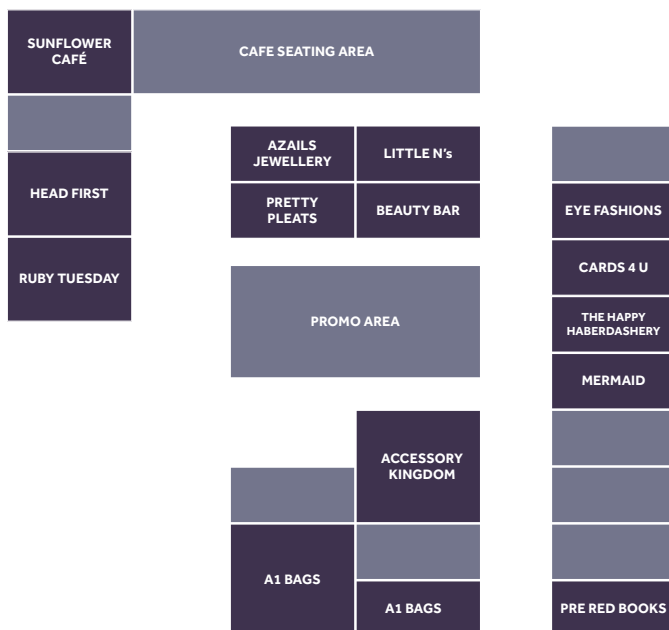 SUNFLOWER
CAFÉ
CAFE SEATING AREA
AZAILS
JEWELLERY
LITTLE N's
HEAD FIRST
PRETTY
PLEATS
BEAUTY BAR
EYE FASHIONS
RUBY TUESDAY
CARDS 4 U
PROMO AREA
THE HAPPY
HABERDASHERY
MERMAID
ACCESSORY
KINGDOM
A1 BAGS
A1 BAGS
PRE RED BOOKS